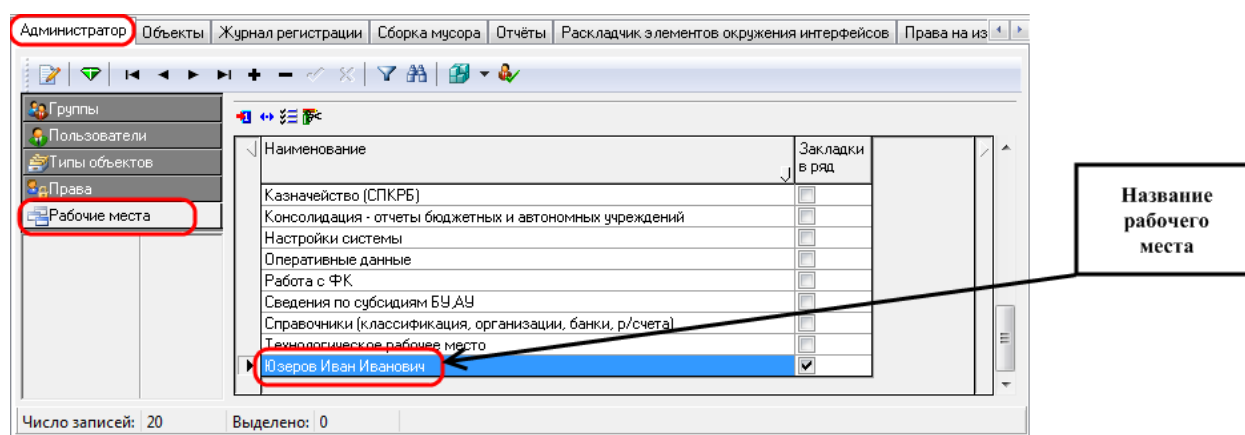 Администратор Объекты Журнал регистрации Сборка мусора Отчёты Раскладчик элементов окружения интерфейсов Права на из
Группы
Пользователи
Типы объектов
Права
Рабочие места
Наименование Закладки
в ряд
Казначейство (СПКРБ)
Консолидация - отчеты бюджетных и автономных учреждений
Настройки системы
Оперативные данные
Работа с ФК
Сведения по субсидиям БУ,АУ
Справочники (классификация, организации, банки, р/счета)
Технологическое рабочее место
Юзеров Иван Иванович
Название
рабочего
места
Число записей: 20 Выделено: 0